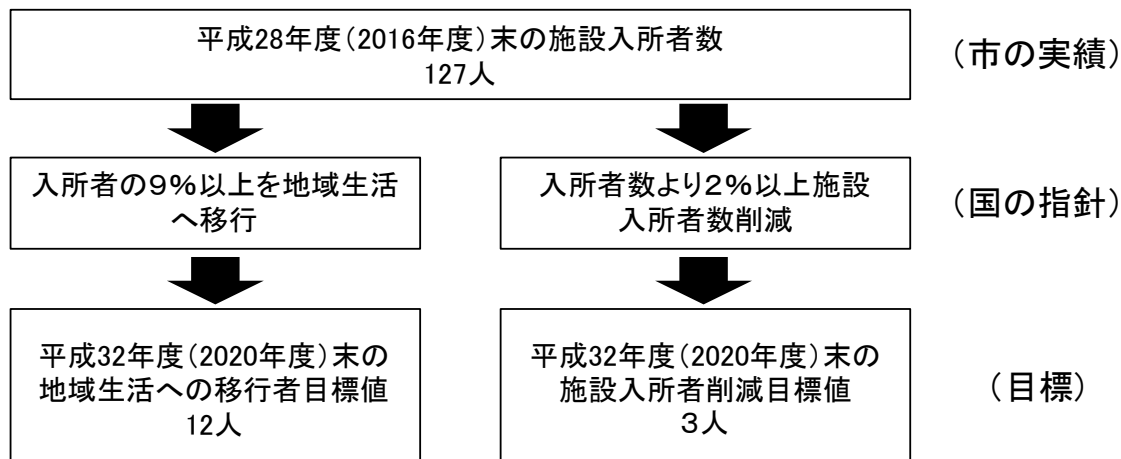 平成28年度(2016年度)末の施設入所者数
127人
(市の実績)
入所者の9%以上を地域生活
へ移行
入所者数より2%以上施設
入所者数削減
(国の指針)
平成32年度(2020年度)末の
地域生活への移行者目標値
12人
平成32年度(2020年度)末の
施設入所者削減目標値
3人
(目標)